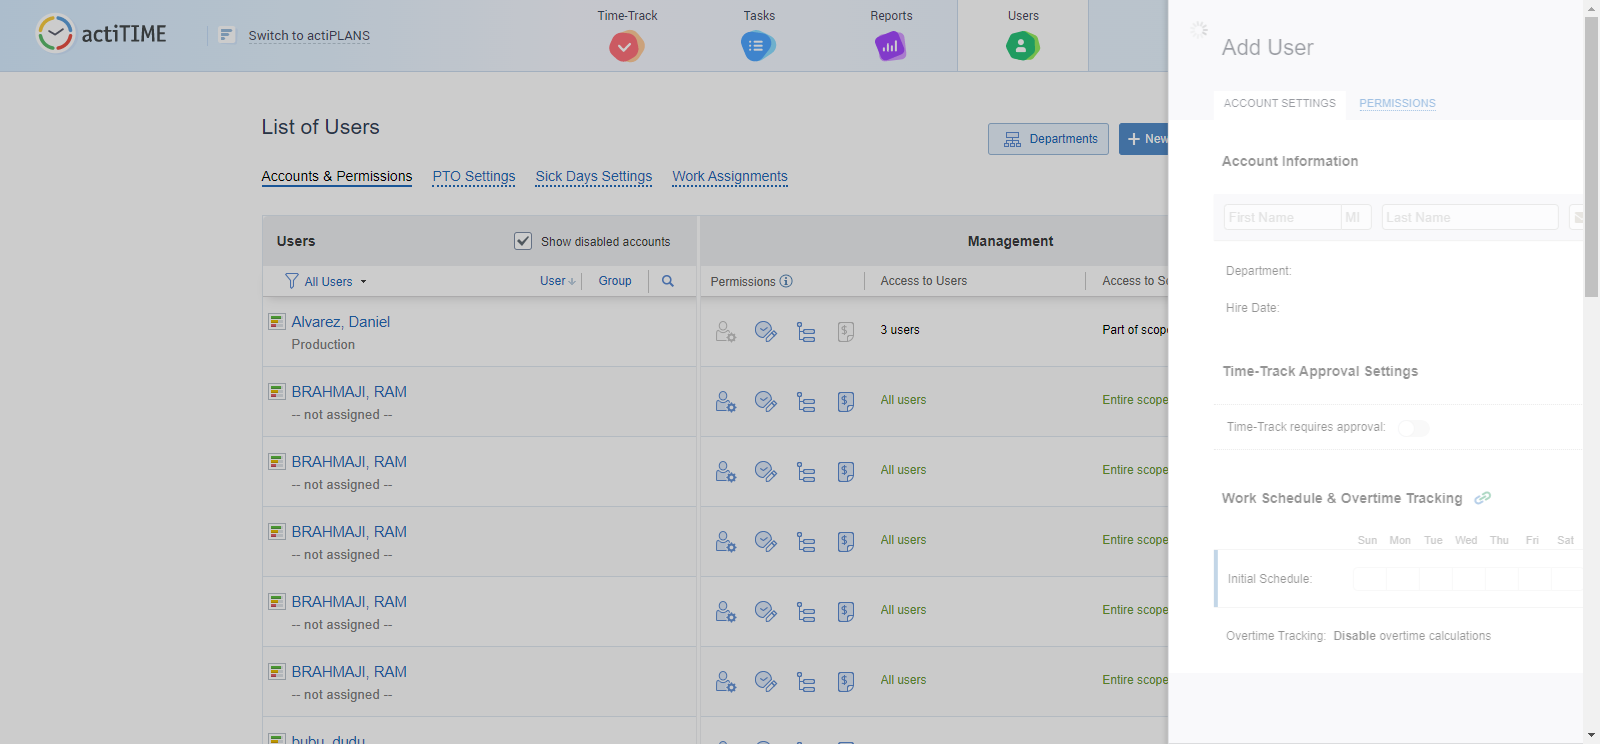 actiTIME
Switch to actiPLANS
Time-Track
Tasks
Reports
Users
List of Users
Departments
New
Accounts & Permissions
PTO Settings
Sick Days Settings
Work Assignments
Users
Show disabled accounts
Management
All Users
User
Group
Permissions
Access to Users
Access to Sc
Alvarez, Daniel
Production
3 users
Part of scop
BRAHMAJI, RAM
-- not assigned --
All users
Entire scope
BRAHMAJI, RAM
-- not assigned --
All users
Entire scope
BRAHMAJI, RAM
-- not assigned --
All users
Entire scope
BRAHMAJI, RAM
-- not assigned --
All users
Entire scope
BRAHMAJI, RAM
-- not assigned --
All users
Entire scope
bubu, dudu
Add User
ACCOUNT SETTINGS
PERMISSIONS
Account Information
First Name
MI
Last Name
Department:
Hire Date:
Time-Track Approval Settings
Time-Track requires approval:
Work Schedule & Overtime Tracking
Sun Mon Tue Wed Thu Fri Sat
Initial Schedule:
Overtime Tracking: Disable overtime calculations